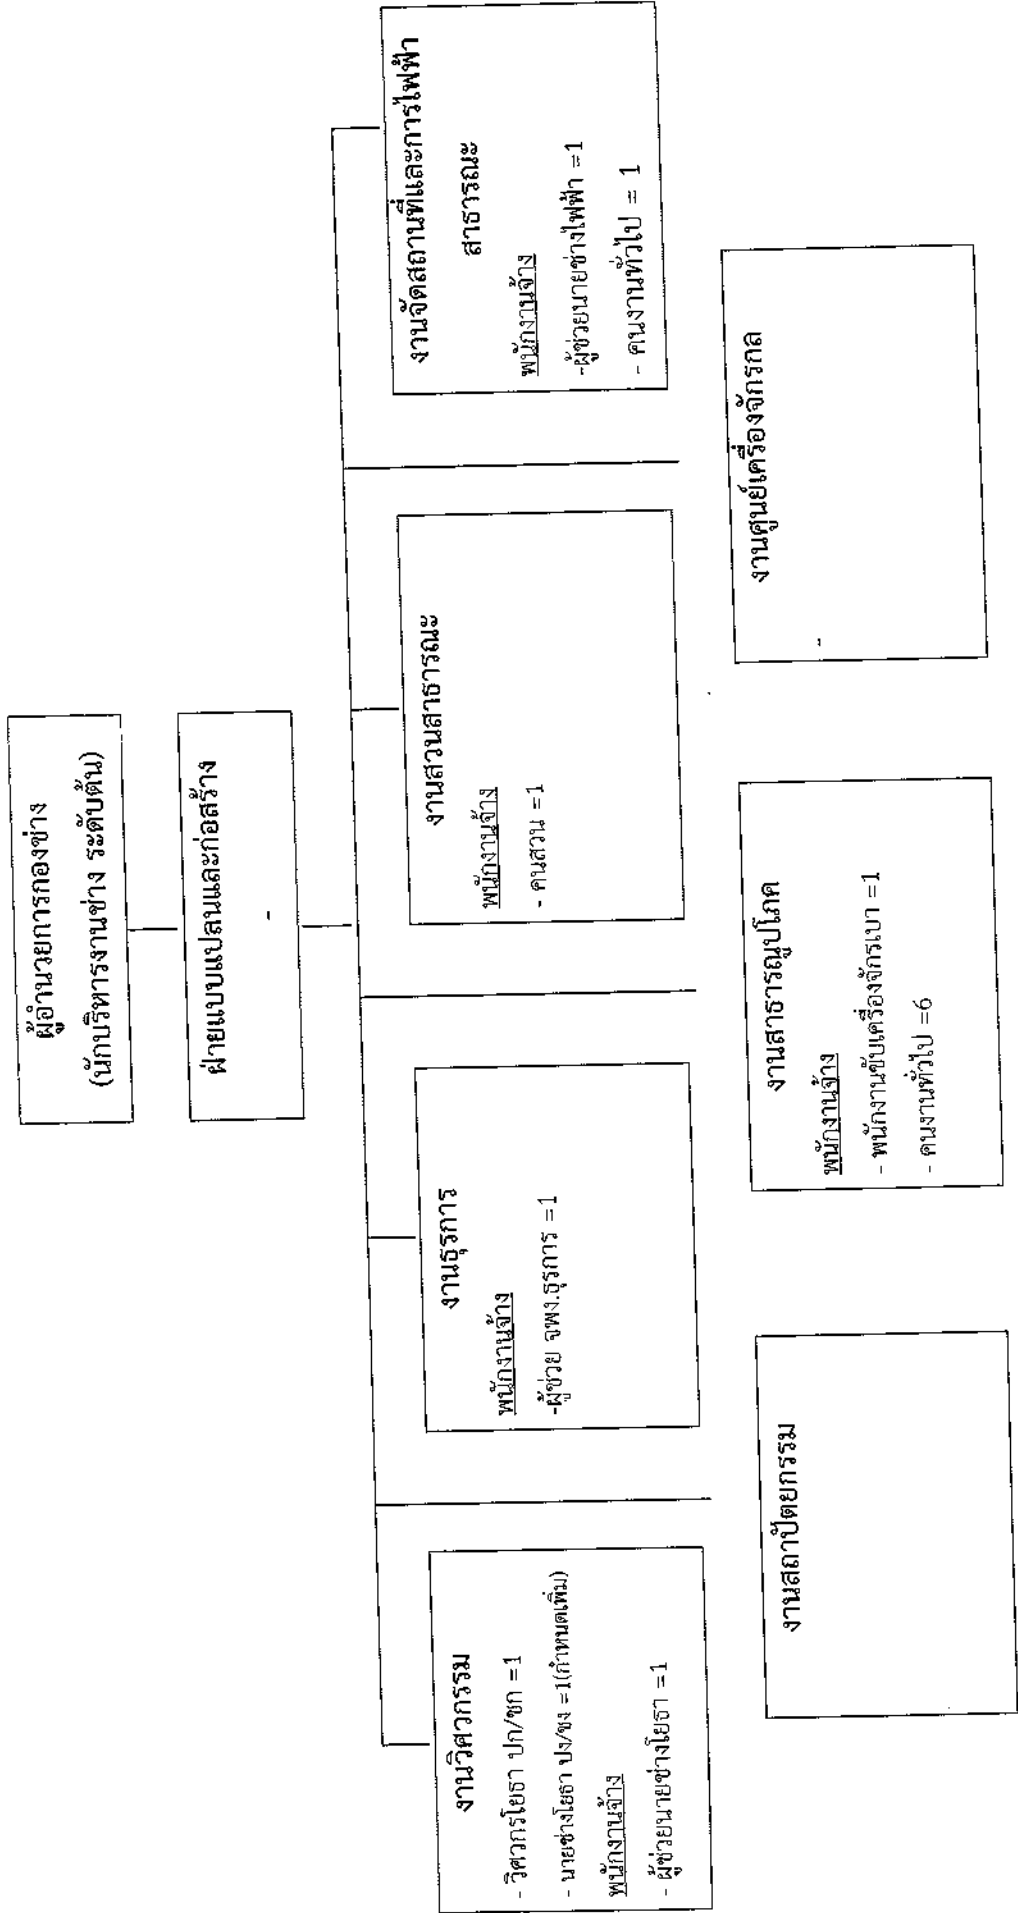 ผู้อำนวยการกองช่าง
(นักบริหารงานช่าง ระดับต้น)
ฝ่ายแบบแปลนและก่อสร้าง
-
งานวิศวกรรม
- วิศวกรโยธา ปก/ชก =1
- นายช่างโยธา ปง/ชง =1(กำหนดเพิ่ม)
พนักงานจ้าง
- ผู้ช่วยนายช่างโยธา =1
งานธุรการ
พนักงานจ้าง
-ผู้ช่วย จพง.ธุรการ =1
งานสวนสาธารณะ
พนักงานจ้าง
- คนสวน =1
งานจัดสถานที่และการไฟฟ้า
สาธารณะ
พนักงานจ้าง
-ผู้ช่วยนายช่างไฟฟ้า =1
- คนงานทั่วไป = 1
งานสถาปัตยกรรม
งานสาธารณูปโภค
พนักงานจ้าง
- พนักงานขับเครื่องจักรเบา =1
- คนงานทั่วไป =6
งานศูนย์เครื่องจักรกล
-